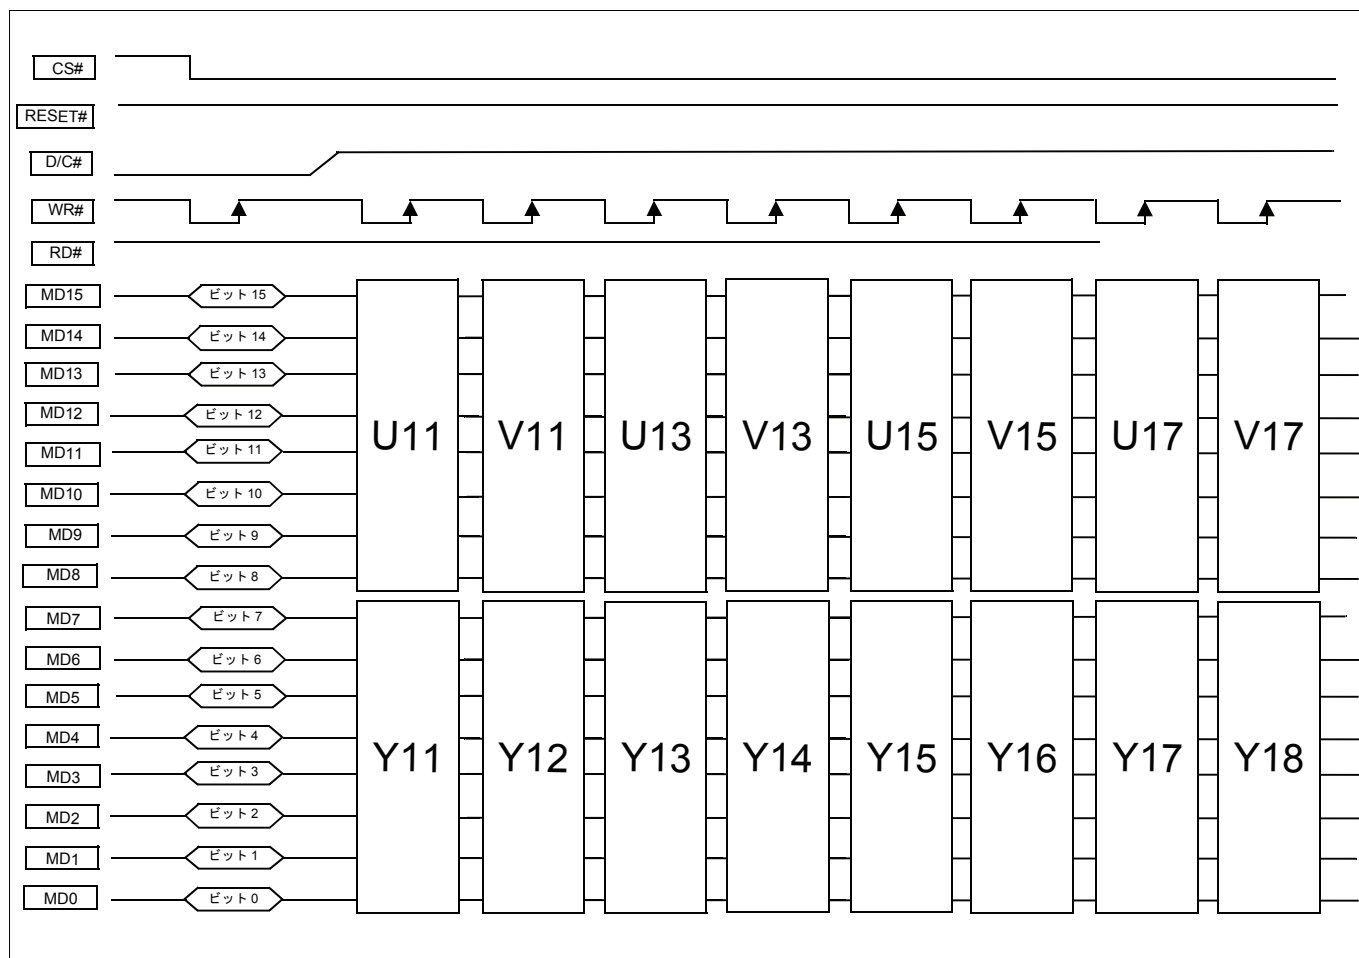 CS#
RESET#
D/C#
WR#
RD#
MD15 ビット 15
MD14 ビット 14
MD13 ビット 13
MD12 ビット 12
MD11 ビット 11
U11 V11 U13 V13 U15 V15 U17 V17
MD10 ビット 10
MD9 ビット 9
MD8 ビット 8
MD7 ビット 7
MD6 ビット 6
MD5 ビット 5
MD4 ビット 4
Y11 Y12 Y13 Y14 Y15 Y16 Y17 Y18
MD3 ビット 3
MD2 ビット 2
MD1 ビット 1
MD0 ビット 0